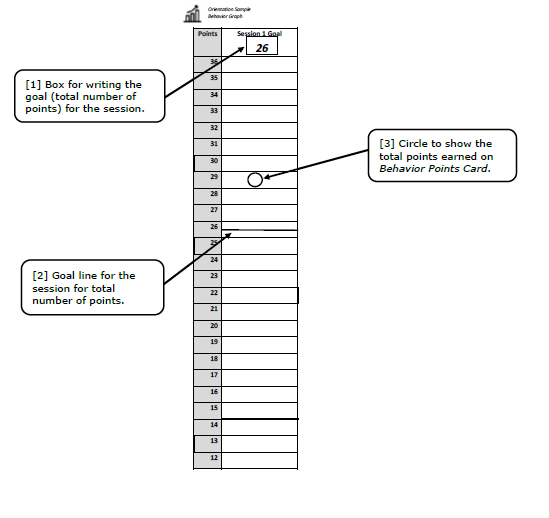 Orientation Sample
Behavior Graph
Points
Session 1 Goal
26
36
[1] Box for writing the
goal (total number of
points) for the session.
35
34
33
32
31
[3] Circle to show the
total points earned on
Behavior Points Card.
30
29
28
27
26
25
24
[2] Goal line for the
session for total
number of points.
23
22
21
20
19
18
17
16
15
14
13
12